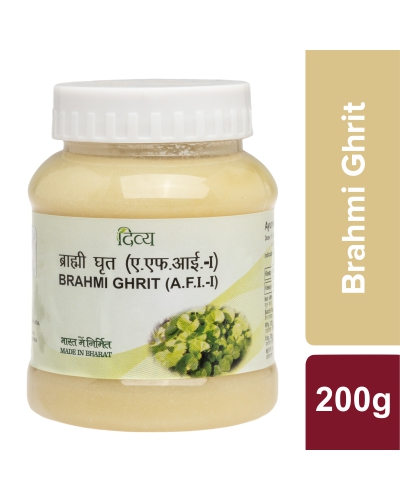 दिव्य
ब्राह्मी घृत (ए.एफ.आई.-I)
BRAHMI GHRIT (A.F.I.-I)
भारत में निर्मित
MADE IN BHARAT
Brahmi Ghrit
200g